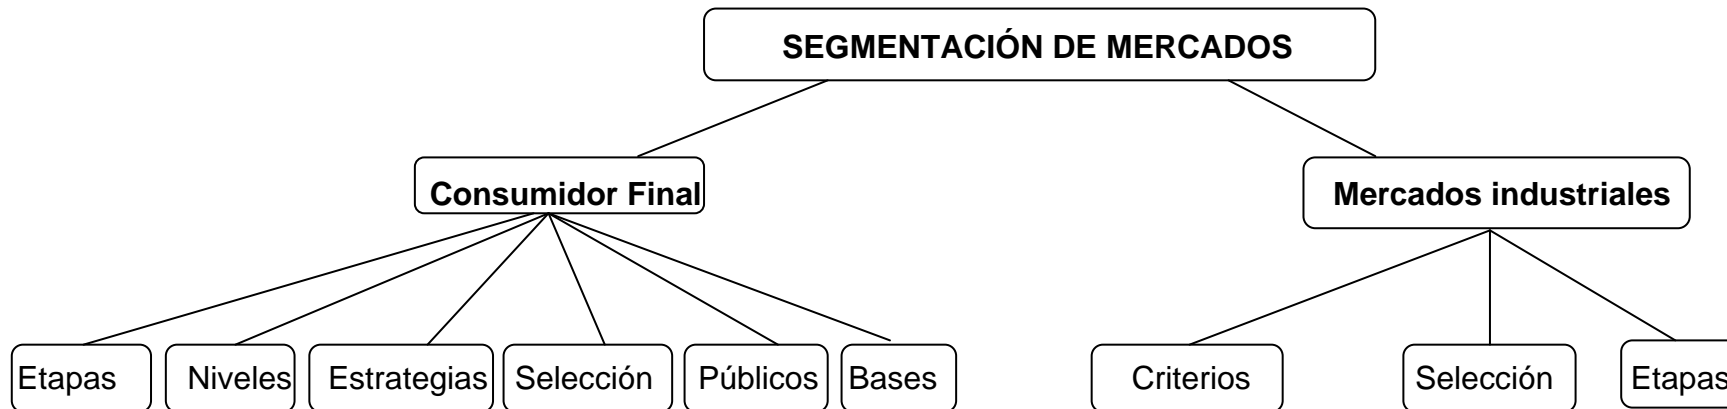 SEGMENTACIÓN DE MERCADOS
Consumidor Final
Mercados industriales
Etapas
Niveles
Estrategias
Selección
Públicos
Bases
Criterios
Selección
Etapas